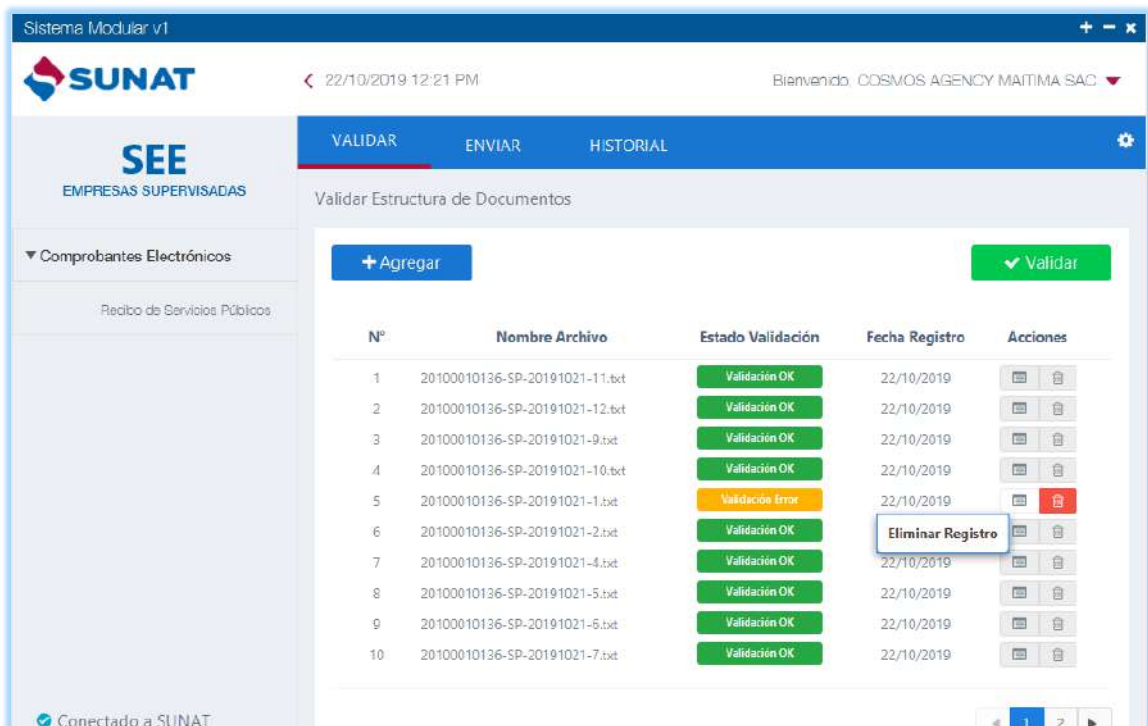 Sistema Modular v1
SUNAT
22/10/2019 12:21 PM
Bienvenido, COSMOS AGENCY MAITIMA SAC
SEE
EMPRESAS SUPERVISADAS
VALIDAR ENVIAR HISTORIAL
Validar Estructura de Documentos
Comprobantes Electrónicos
Recibo de Servicios Públicos
+ Agregar
Validar
N° Nombre Archivo Estado Validación Fecha Registro Acciones
1 20100010136-SP-20191021-11.txt Validación OK 22/10/2019
2 20100010136-SP-20191021-12.txt Validación OK 22/10/2019
3 20100010136-SP-20191021-9.txt Validación OK 22/10/2019
4 20100010136-SP-20191021-10.txt Validación OK 22/10/2019
5 20100010136-SP-20191021-1.txt Validación Error 22/10/2019
Eliminar Registro
6 20100010136-SP-20191021-2.txt Validación OK
7 20100010136-SP-20191021-4.txt Validación OK 22/10/2019
8 20100010136-SP-20191021-5.txt Validación OK 22/10/2019
9 20100010136-SP-20191021-6.txt Validación OK 22/10/2019
10 20100010136-SP-20191021-7.txt Validación OK 22/10/2019
Conectado a SUNAT
1 2